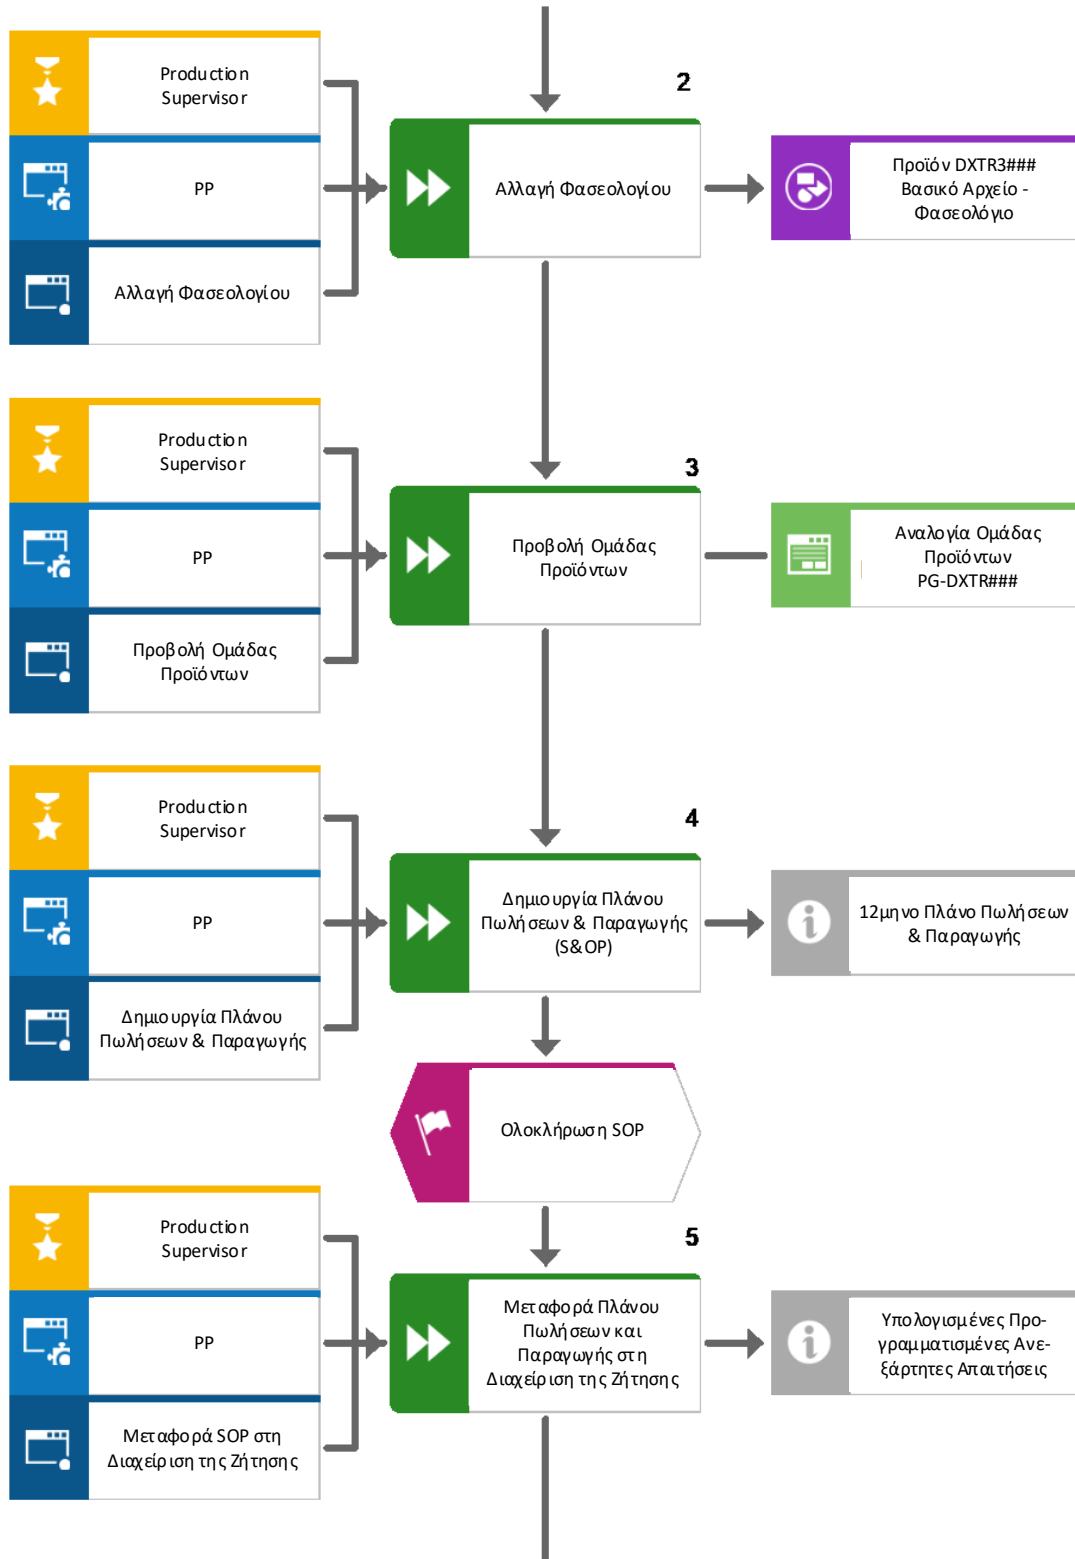 2
Production
Supervisor
PP
Αλλαγή Φασεολογίου
Αλλαγή Φασεολογίου
Προϊόν DXTR3###
Βασικό Αρχείο -
Φασεολόγιο
3
Production
Supervisor
PP
Προβολή Ομάδας
Προϊόντων
Προβολή Ομάδας
Προϊόντων
Αναλογία Ομάδας
Προϊόντων
PG-DXTR###
4
Production
Supervisor
PP
Δημιουργία Πλάνου
Πωλήσεων & Παραγωγής
Δημιουργία Πλάνου
Πωλήσεων & Παραγωγής
(S&OP)
12μηνο Πλάνο Πωλήσεων
& Παραγωγής
Ολοκλήρωση SOP
5
Production
Supervisor
PP
Μεταφορά SOP στη
Διαχείριση της Ζήτησης
Μεταφορά Πλάνου
Πωλήσεων και
Παραγωγής στη
Διαχείριση της Ζήτησης
Υπολογισμένες Προ-
γραμματισμένες Ανε-
ξάρτητες Απαιτήσεις